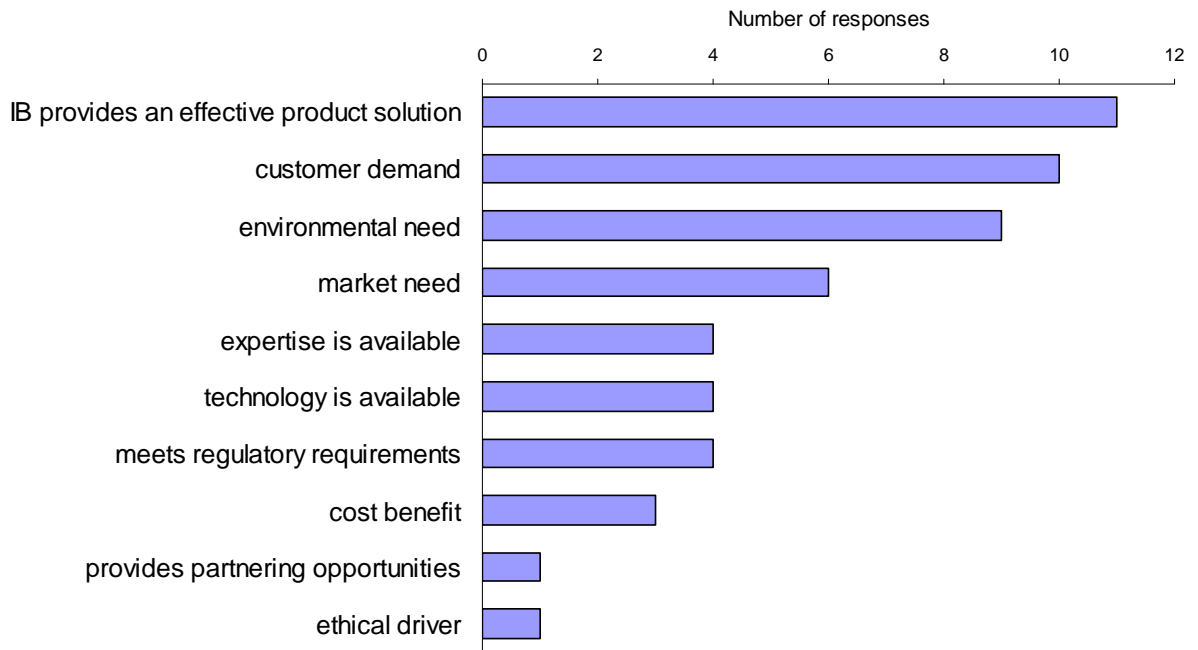 Number of responses
0 2 4 6 8 10 12
IB provides an effective product solution
customer demand
environmental need
market need
expertise is available
technology is available
meets regulatory requirements
cost benefit
provides partnering opportunities
ethical driver